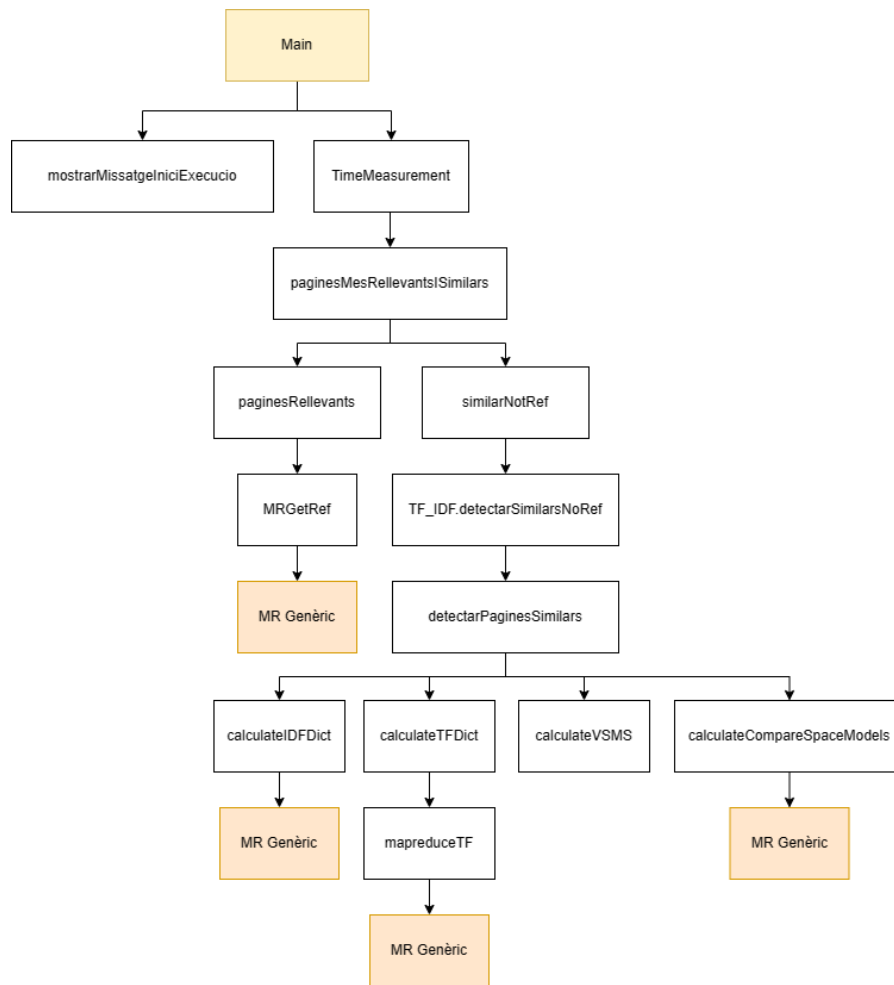 Main
mostrarMissatgeIniciExecucio
TimeMeasurement
paginesMesRellevantsISimilars
paginesRellevants
similarNotRef
MRGetRef
TF_IDF.detectarSimilarsNoRef
MR Genèric
detectarPaginesSimilars
calculateIDFDict
calculateTFDict
calculateVSMS
calculateCompareSpaceModels
MR Genèric
mapreduceTF
MR Genèric
MR Genèric